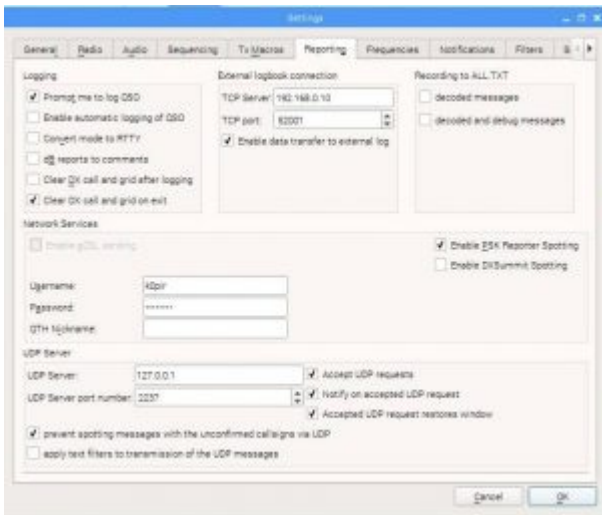 Settings
General Radio Audio Sequencing Tx Macros Reporting Frequencies Notifications Filters
Logging
Prompt me to log QSO
Enable automatic logging of QSO
Convert mode to RTTY
dB reports to comments
Clear DX call and grid after logging
Clear DX call and grid on exit
External logbook connection
TCP Server: 192.168.0.10
TCP port: 52001
Enable data transfer to external log
Recording to ALL.TXT
decoded messages
decoded and debug messages
Network Services
Enable eQSL sending
Enable PSK Reporter Spotting
Enable DXSummit Spotting
Username: k0pir
Password:
QTH Nickname:
UDP Server
UDP Server: 127.0.0.1
UDP Server port number: 2237
Accept UDP requests
Notify on accepted UDP request
Accepted UDP request restores window
prevent spotting messages with the unconfirmed callsigns via UDP
apply text filters to transmission of the UDP messages
Cancel OK